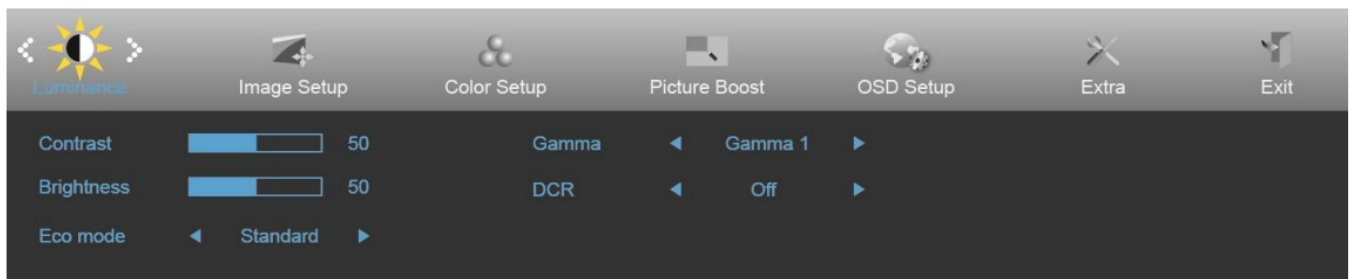 Luminance Image Setup Color Setup Picture Boost OSD Setup Extra Exit
Contrast 50 Gamma Gamma 1
Brightness 50 DCR Off
Eco mode Standard